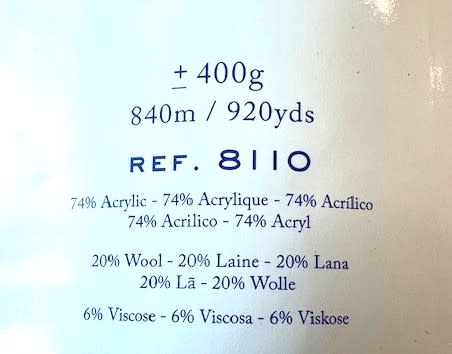 ± 400g
840m / 920yds
REF. 8110
74% Acrylic - 74% Acrylique - 74% Acrílico
74% Acrilico - 74% Acryl
20% Wool - 20% Laine - 20% Lana
20% Lã - 20% Wolle
6% Viscose - 6% Viscosa - 6% Viskose